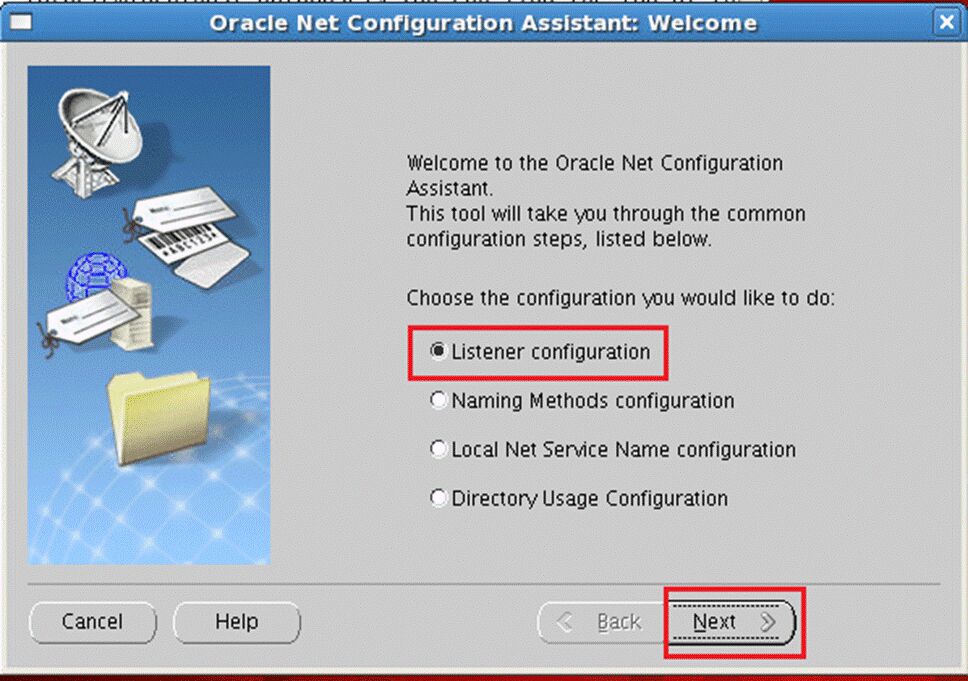 Oracle Net Configuration Assistant: Welcome
Welcome to the Oracle Net Configuration
Assistant.
This tool will take you through the common
configuration steps, listed below.
Choose the configuration you would like to do:
Listener configuration
Naming Methods configuration
Local Net Service Name configuration
Directory Usage Configuration
Cancel
Help
Back
Next